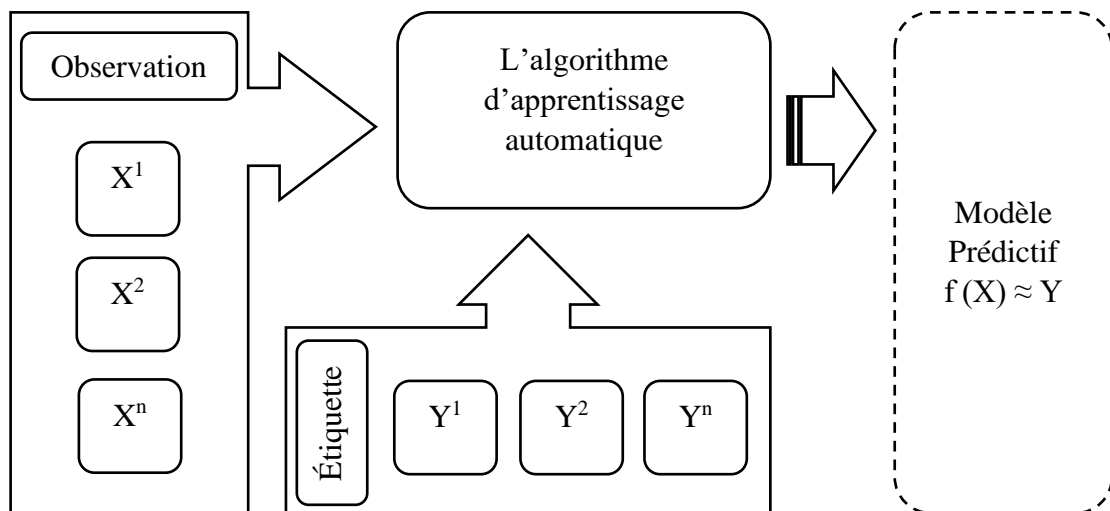 Observation
X¹
X²
Xⁿ
L’algorithme
d’apprentissage
automatique
Étiquette
Y¹
Y²
Yⁿ
Modèle
Prédictif
f (X) ≈ Y